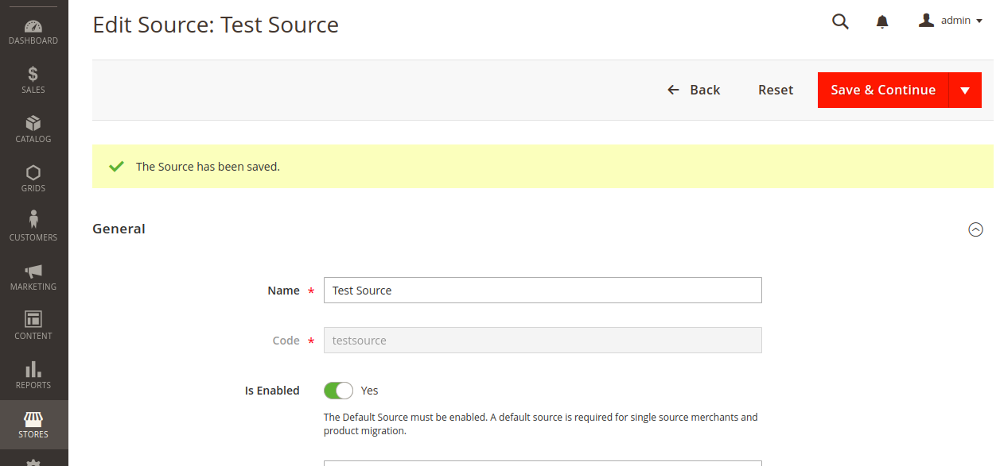 Edit Source: Test Source
admin
DASHBOARD
SALES
CATALOG
GRIDS
CUSTOMERS
MARKETING
CONTENT
REPORTS
STORES
Back
Reset
Save & Continue
The Source has been saved.
General
Name *
Test Source
Code *
testsource
Is Enabled
Yes
The Default Source must be enabled. A default source is required for single source merchants and
product migration.